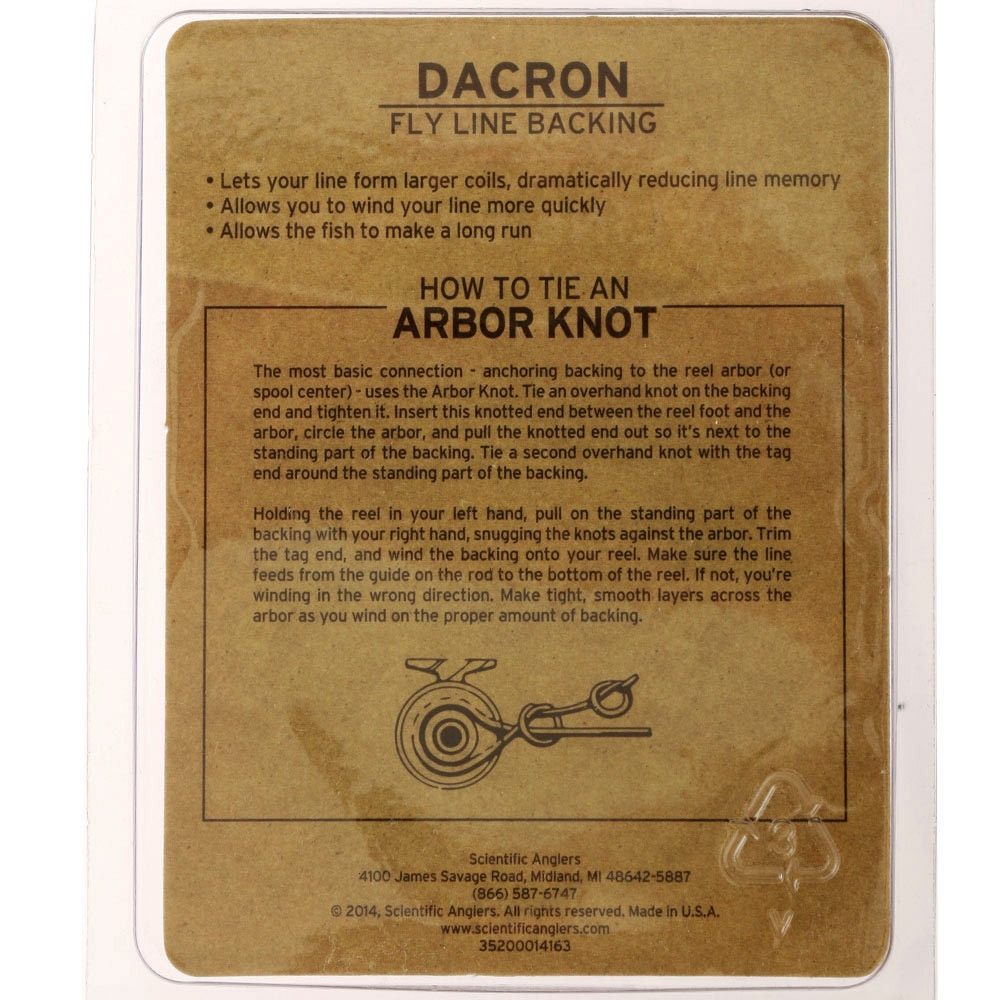 DACRON
FLY LINE BACKING
• Lets your line form larger coils, dramatically reducing line memory
• Allows you to wind your line more quickly
• Allows the fish to make a long run
HOW TO TIE AN
ARBOR KNOT
The most basic connection - anchoring backing to the reel arbor (or
spool center) - uses the Arbor Knot. Tie an overhand knot on the backing
end and tighten it. Insert this knotted end between the reel foot and the
arbor, circle the arbor, and pull the knotted end out so it's next to the
standing part of the backing. Tie a second overhand knot with the tag
end around the standing part of the backing.
Holding the reel in your left hand, pull on the standing part of the
backing with your right hand, snugging the knots against the arbor. Trim
the tag end, and wind the backing onto your reel. Make sure the line
feeds from the guide on the rod to the bottom of the reel. If not, you're
winding in the wrong direction. Make tight, smooth layers across the
arbor as you wind on the proper amount of backing.
Scientific Anglers
4100 James Savage Road, Midland, MI 48642-5887
(866) 587-6747
© 2014, Scientific Anglers. All rights reserved. Made in U.S.A.
www.scientificanglers.com
35200014163